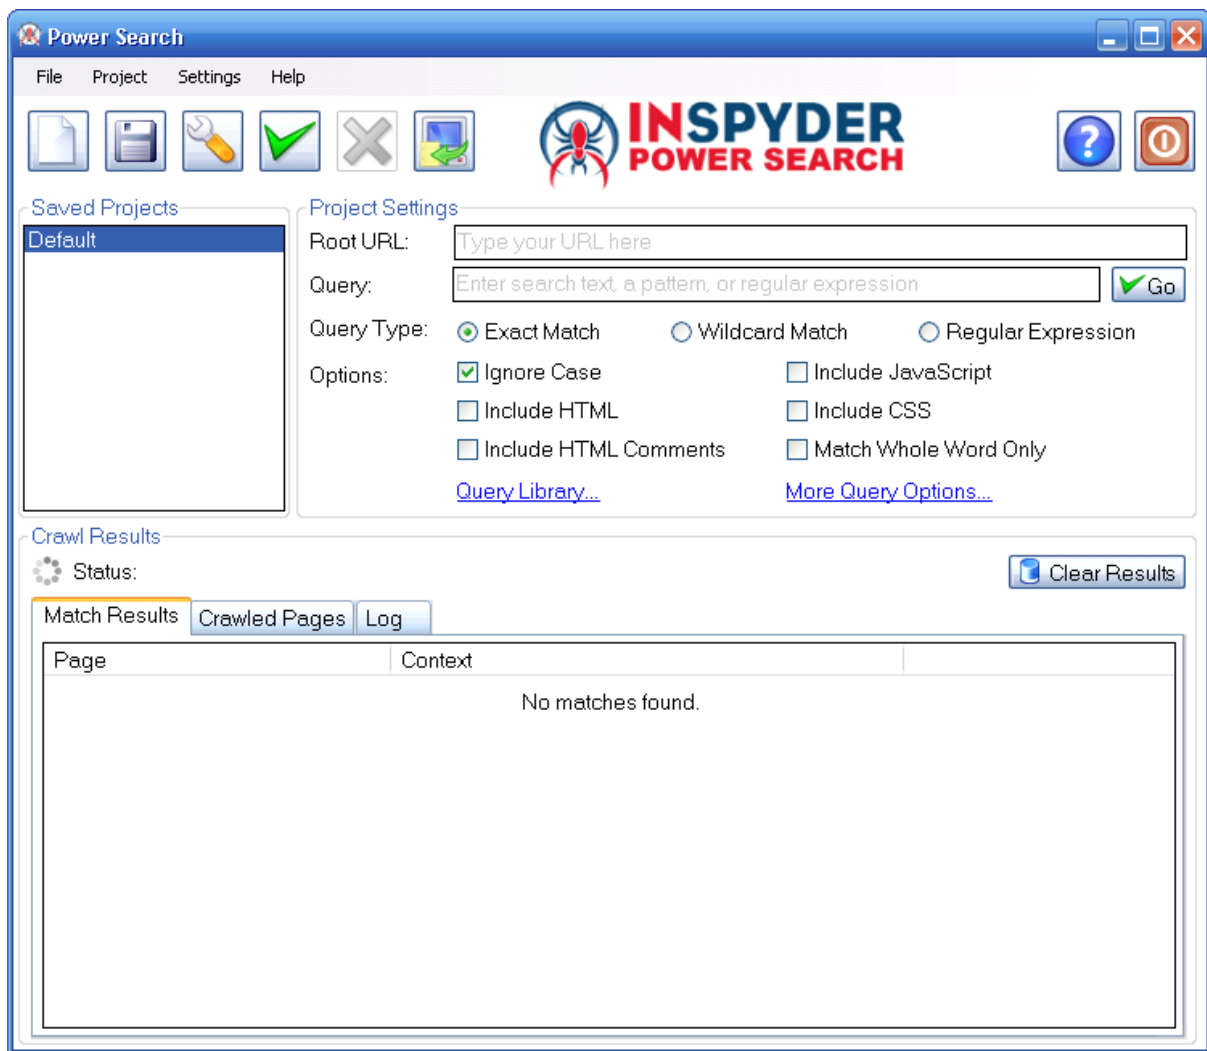 Power Search
File Project Settings Help
INSPYDER
POWER SEARCH
Saved Projects
Default
Project Settings
Root URL: Type your URL here
Query: Enter search text, a pattern, or regular expression Go
Query Type: Exact Match Wildcard Match Regular Expression
Options: Ignore Case Include JavaScript
Include HTML Include CSS
Include HTML Comments Match Whole Word Only
Query Library... More Query Options...
Crawl Results
Status: Clear Results
Match Results Crawled Pages Log
Page Context
No matches found.